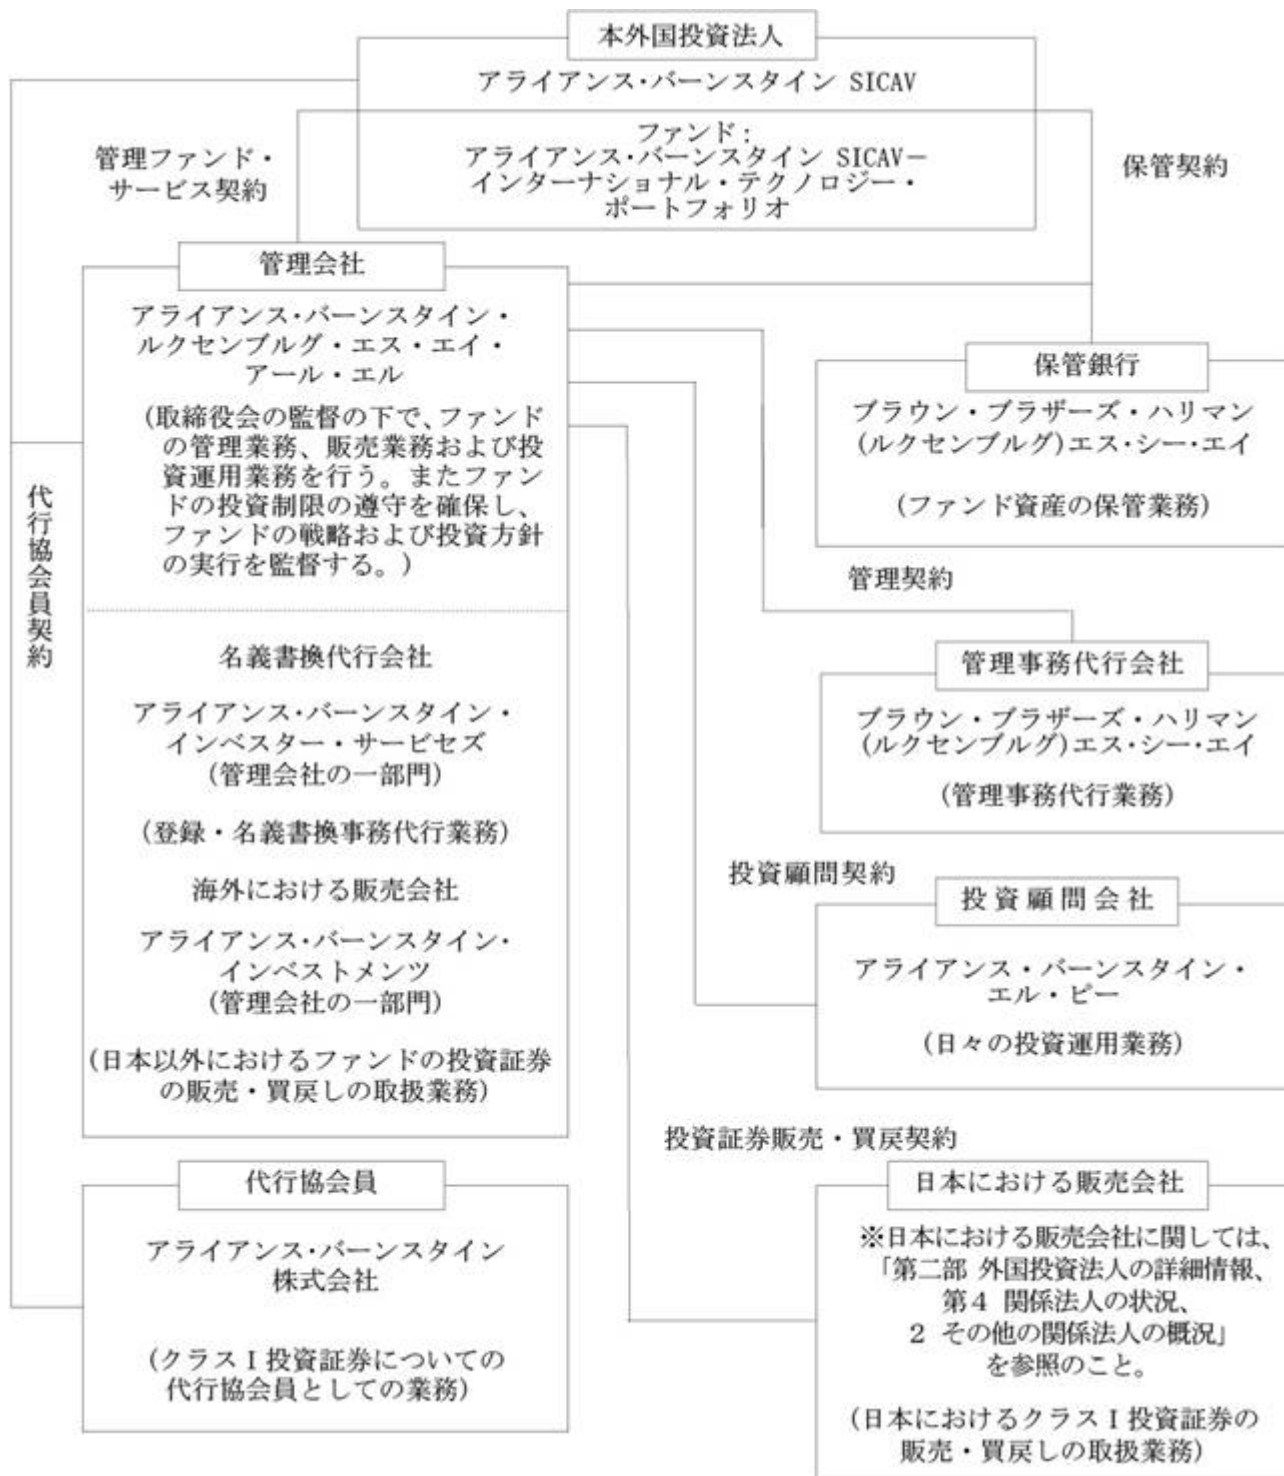 本外国投資法人
アライアンス・バーンスタイン SICAV
ファンド:
アライアンス・バーンスタイン SICAV－
インターナショナル・テクノロジー・
ポートフォリオ
管理ファンド・
サービス契約
保管契約
管理会社
アライアンス・バーンスタイン・
ルクセンブルグ・エス・エイ・
アール・エル
(取締役会の監督の下で、ファンド
の管理業務、販売業務および投
資運用業務を行う。またファン
ドの投資制限の遵守を確保し、
ファンドの戦略および投資方針
の実行を監督する。)
名義書換代行会社
アライアンス・バーンスタイン・
インベスター・サービセズ
(管理会社の一部門)
(登録・名義書換事務代行業務)
海外における販売会社
アライアンス・バーンスタイン・
インベストメンツ
(管理会社の一部門)
(日本以外におけるファンドの投資証券
の販売・買戻しの取扱業務)
代行協会員契約
代行協会員
アライアンス・バーンスタイン
株式会社
(クラスＩ投資証券についての
代行協会員としての業務)
保管銀行
ブラウン・ブラザーズ・ハリマン
(ルクセンブルグ)エス・シー・エイ
(ファンド資産の保管業務)
管理契約
管理事務代行会社
ブラウン・ブラザーズ・ハリマン
(ルクセンブルグ)エス・シー・エイ
(管理事務代行業務)
投資顧問契約
投資顧問会社
アライアンス・バーンスタイン・
エル・ピー
(日々の投資運用業務)
投資証券販売・買戻契約
日本における販売会社
※日本における販売会社に関しては、
「第二部 外国投資法人の詳細情報、
第４ 関係法人の状況、
２ その他の関係法人の概況」
を参照のこと。
(日本におけるクラスＩ投資証券の
販売・買戻しの取扱業務)